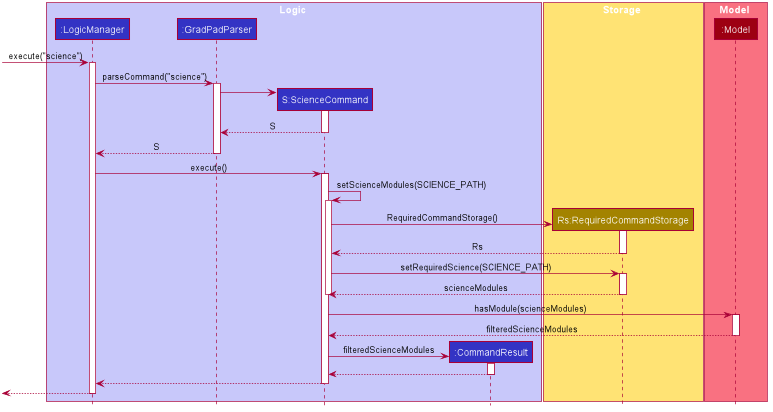 Logic
Storage
Model
:LogicManager
:GradPadParser
:Model
execute("science")
parseCommand("science")
S:ScienceCommand
S
S
execute()
setScienceModules(SCIENCE_PATH)
RequiredCommandStorage()
Rs:RequiredCommandStorage
Rs
setRequiredScience(SCIENCE_PATH)
scienceModules
hasModule(scienceModules)
filteredScienceModules
filteredScienceModules
:CommandResult